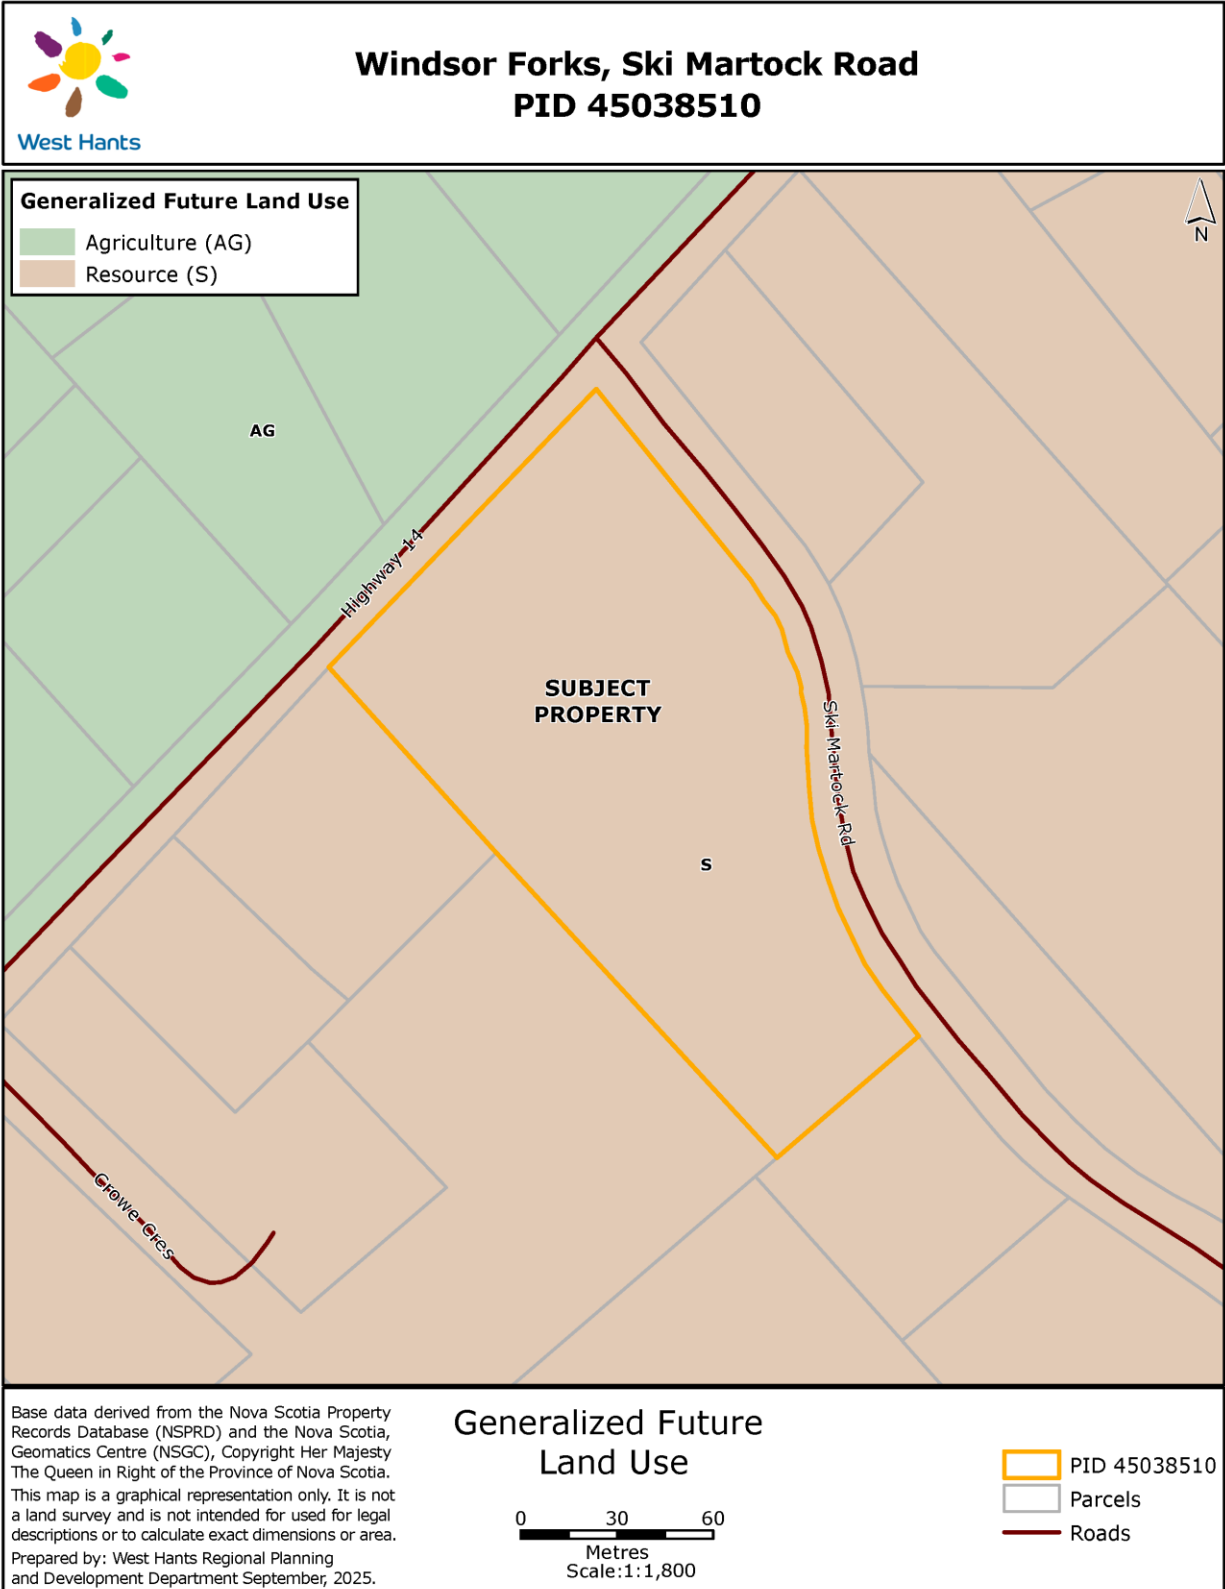 Windsor Forks, Ski Martock Road
PID 45038510
West Hants
Generalized Future Land Use
Agriculture (AG)
Resource (S)
N
AG
Highway 14
SUBJECT
PROPERTY
Ski Martock Rd
S
Crowe Cres
Base data derived from the Nova Scotia Property
Records Database (NSPRD) and the Nova Scotia,
Geomatics Centre (NSGC), Copyright Her Majesty
The Queen in Right of the Province of Nova Scotia.
This map is a graphical representation only. It is not
a land survey and is not intended for used for legal
descriptions or to calculate exact dimensions or area.
Prepared by: West Hants Regional Planning
and Development Department September, 2025.
Generalized Future
Land Use
0 30 60
Metres
Scale:1:1,800
PID 45038510
Parcels
Roads